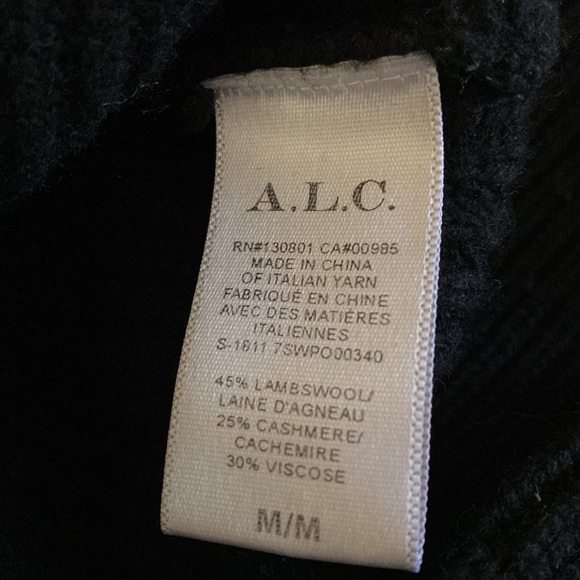 A.L.C.
RN#130801 CA#00985
MADE IN CHINA
OF ITALIAN YARN
FABRIQUÉ EN CHINE
AVEC DES MATIÈRES
ITALIENNES
S-1811 7SWPO00340
45% LAMBSWOOL/
LAINE D'AGNEAU
25% CASHMERE/
CACHEMIRE
30% VISCOSE
M/M